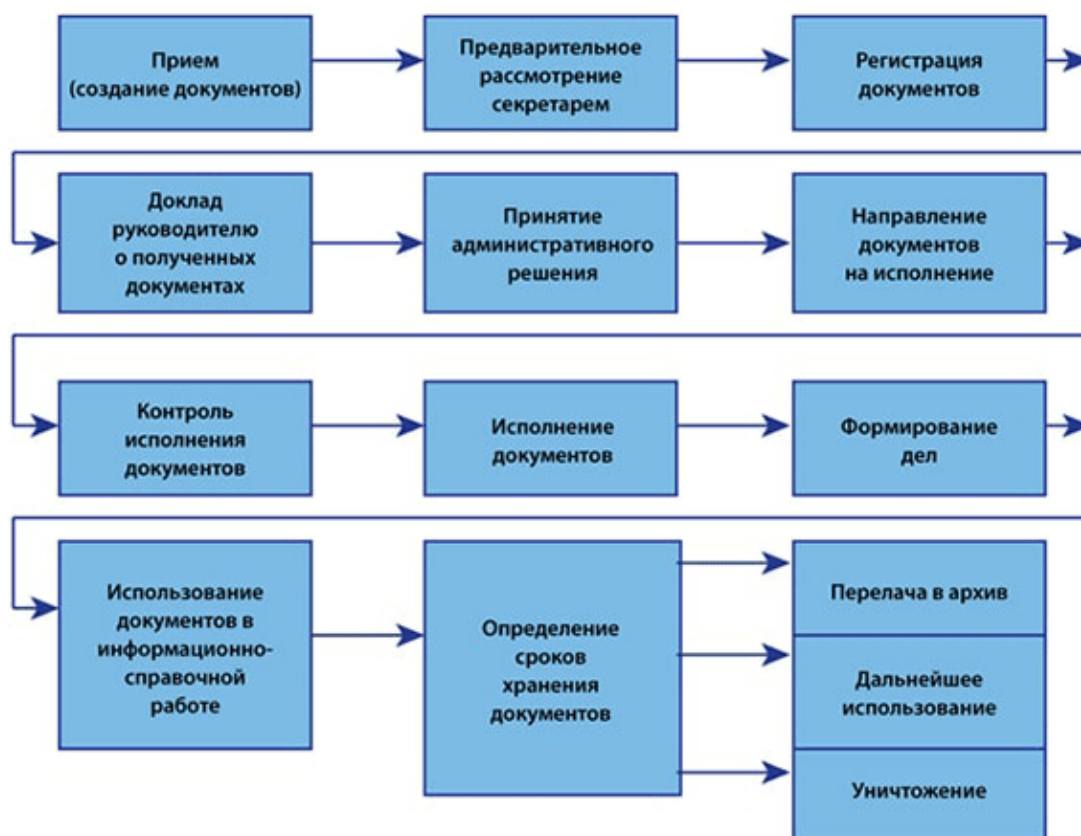 Прием
(создание документов)
Предварительное
рассмотрение
секретарем
Регистрация
документов
Доклад
руководителю
о полученных
документах
Принятие
административного
решения
Направление
документов
на исполнение
Контроль
исполнения
документов
Исполнение
документов
Формирование
дел
Использование
документов в
информационно-
справочной
работе
Определение
сроков
хранения
документов
Перелача в архив
Дальнейшее
использование
Уничтожение